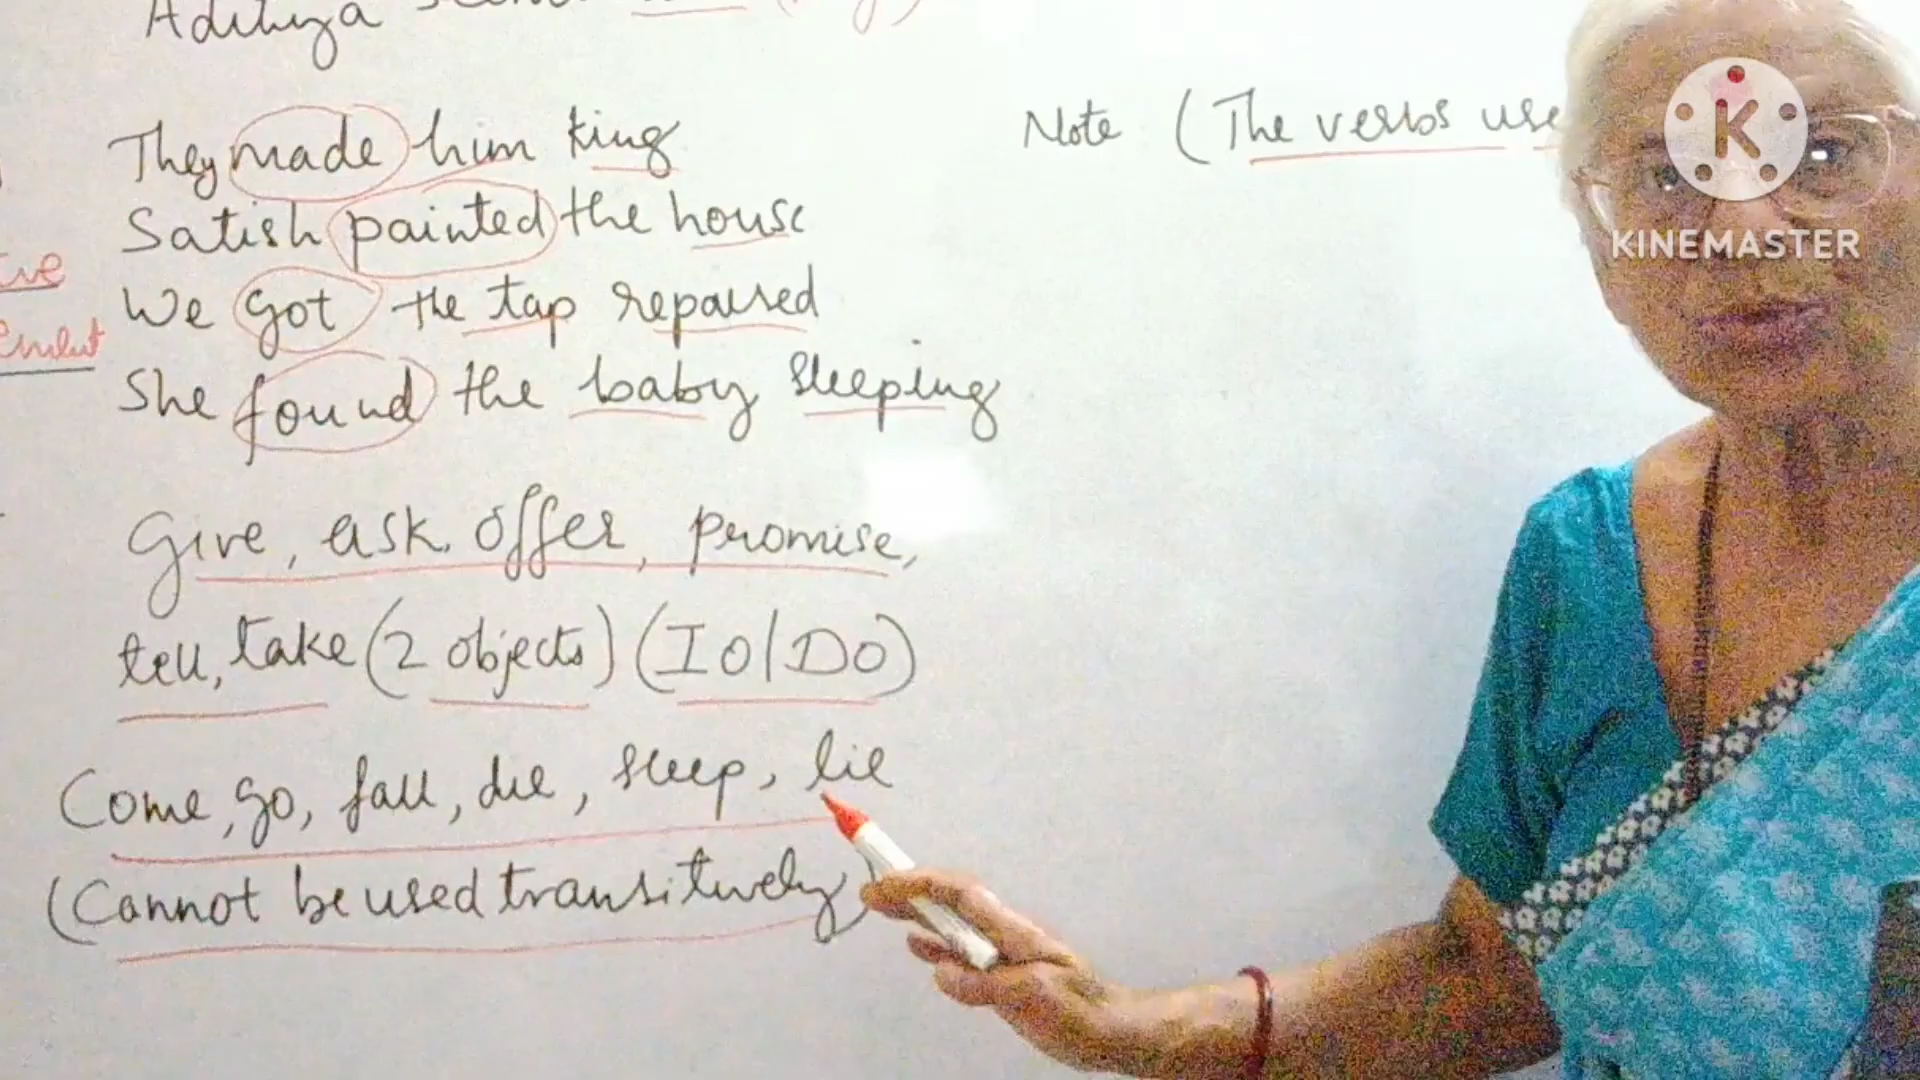 Aditya
They made him king
Note (The verbs use
Satish painted the house
We got the tap repaired
She found the baby sleeping
Give, ask, offer, promise,
tell, take (2 objects) (IO/DO)
Come, go, fall, die, sleep, lie
(Cannot be used transitively)
K
KINEMASTER